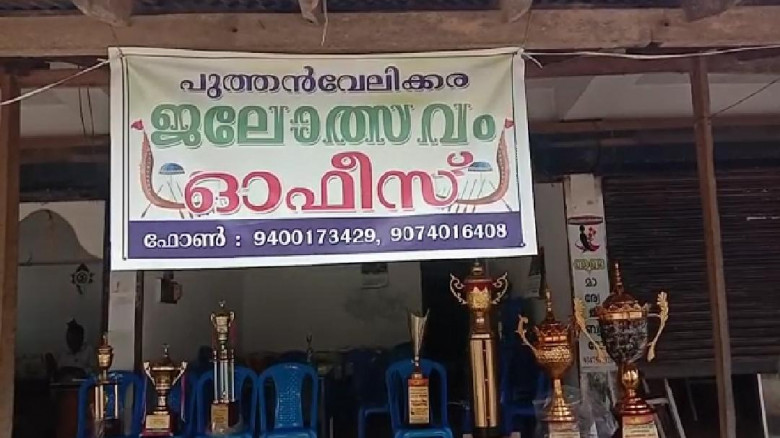 പുത്തൻവേലിക്കര
ജലോത്സവം
ഓഫീസ്
ഫോൺ : 9400173429, 9074016408